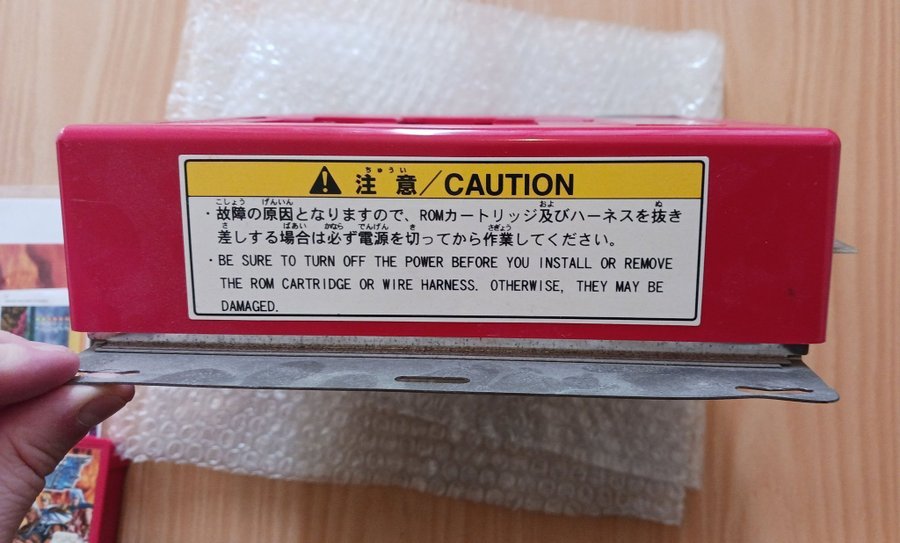 注意／CAUTION
・故障の原因となりますので、ROMカートリッジ及びハーネスを抜き
差しする場合は必ず電源を切ってから作業してください。
・BE SURE TO TURN OFF THE POWER BEFORE YOU INSTALL OR REMOVE
THE ROM CARTRIDGE OR WIRE HARNESS. OTHERWISE, THEY MAY BE
DAMAGED.